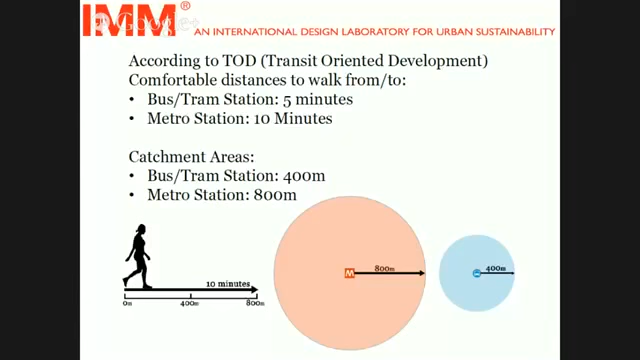 IMM®
Google+
AN INTERNATIONAL DESIGN LABORATORY FOR URBAN SUSTAINABILITY
According to TOD (Transit Oriented Development)
Comfortable distances to walk from/to:
• Bus/Tram Station: 5 minutes
• Metro Station: 10 Minutes
Catchment Areas:
• Bus/Tram Station: 400m
• Metro Station: 800m
10 minutes
0m 400m 800m
M 800m
400m